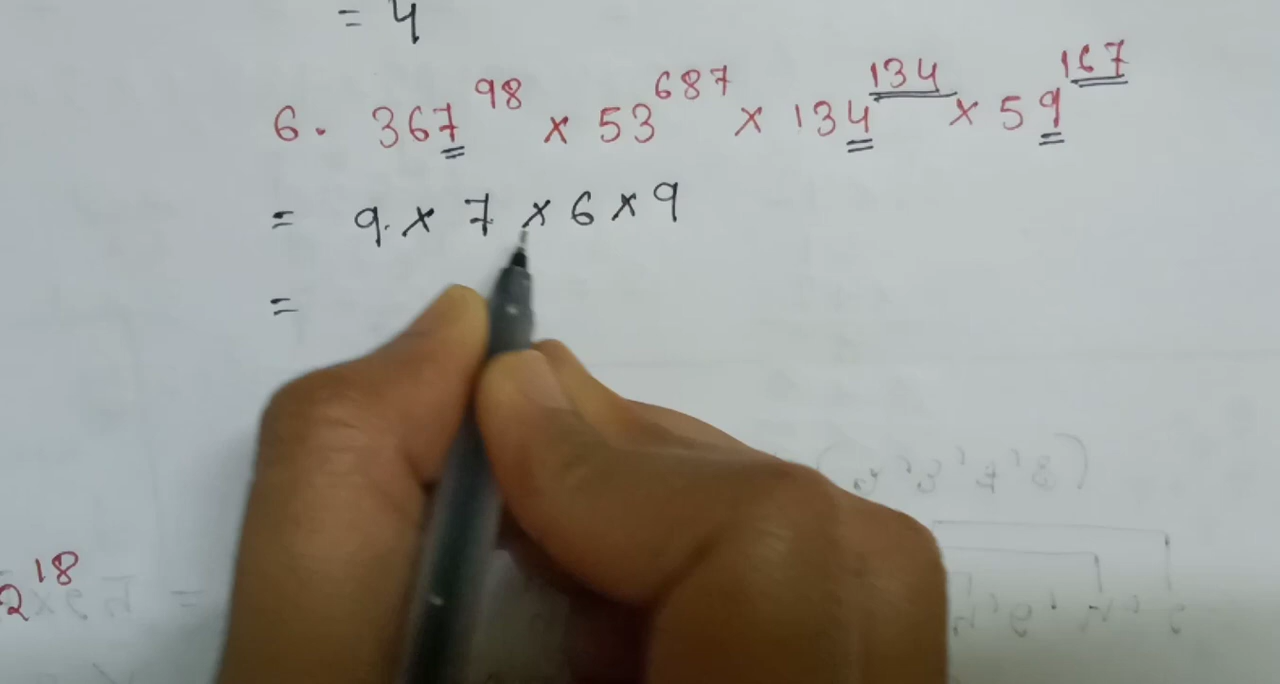 = 4
6. 367^98 × 53^687 × 134^134 × 59^167
= 9 × 7 × 6 × 9
=
2^18